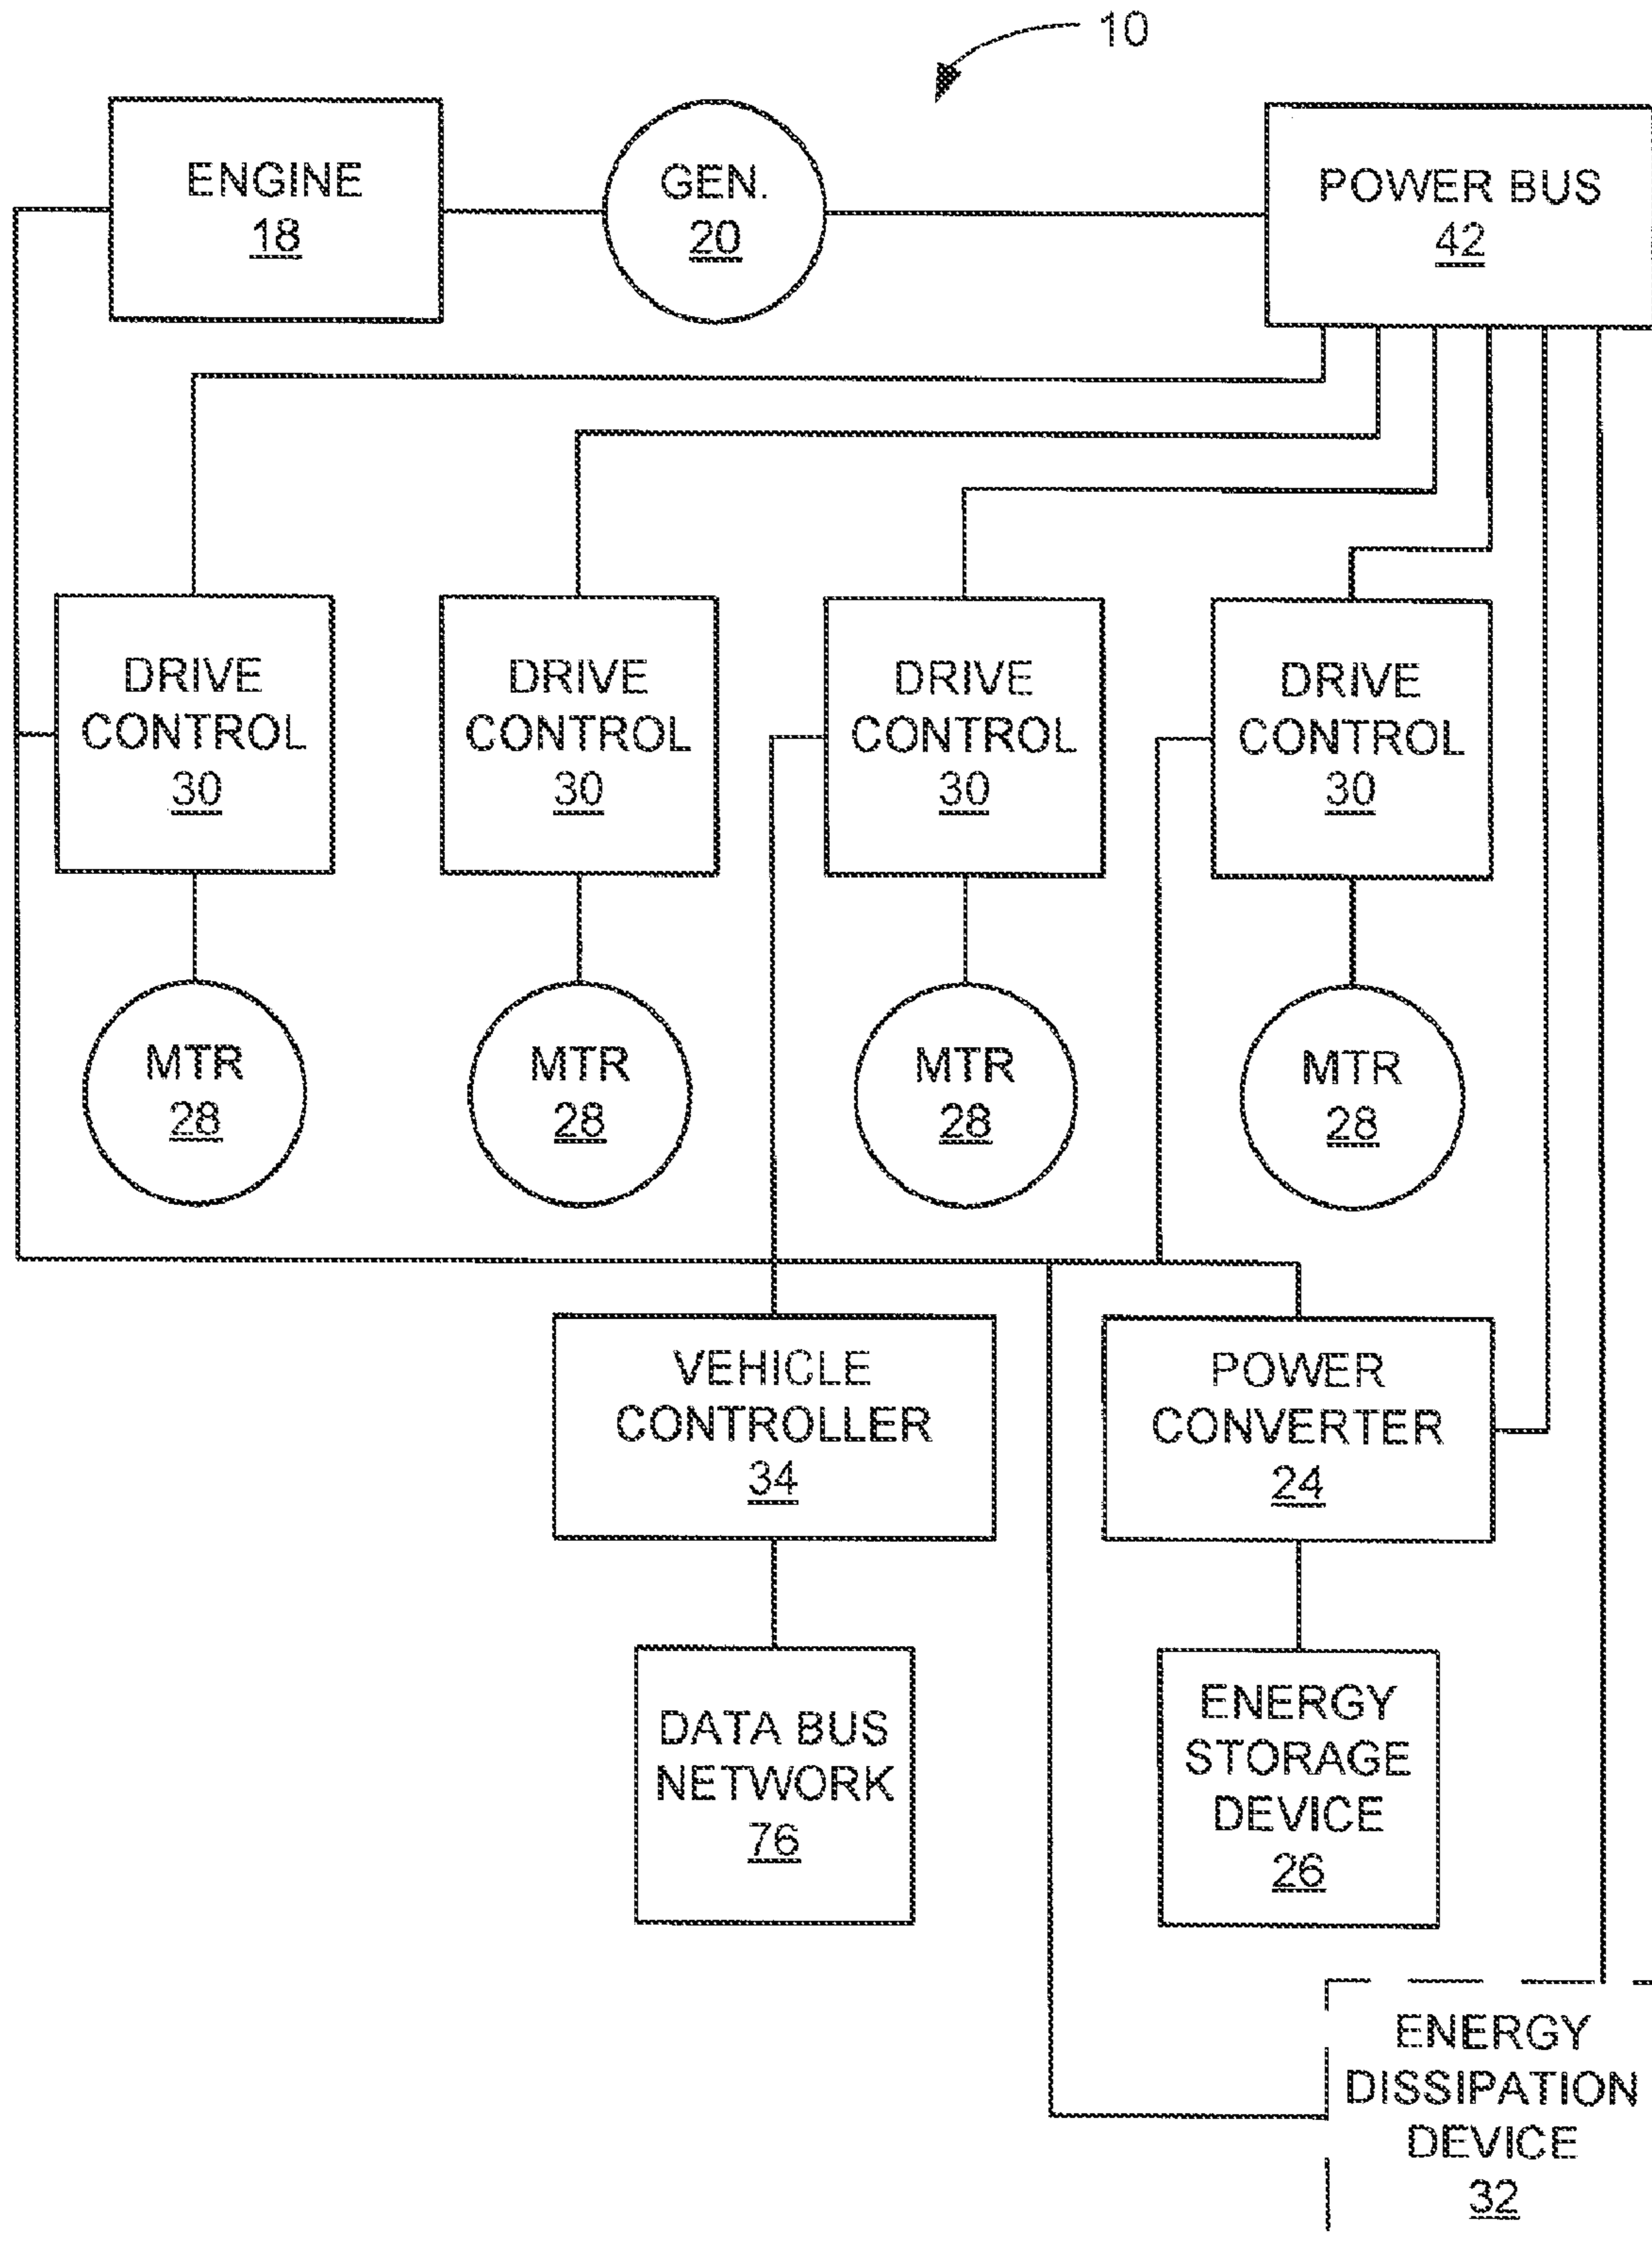 10
ENGINE
18
GEN.
20
POWER BUS
42
DRIVE
CONTROL
30
DRIVE
CONTROL
30
DRIVE
CONTROL
30
DRIVE
CONTROL
30
MTR
28
MTR
28
MTR
28
MTR
28
VEHICLE
CONTROLLER
34
POWER
CONVERTER
24
DATA BUS
NETWORK
76
ENERGY
STORAGE
DEVICE
26
ENERGY
DISSIPATION
DEVICE
32